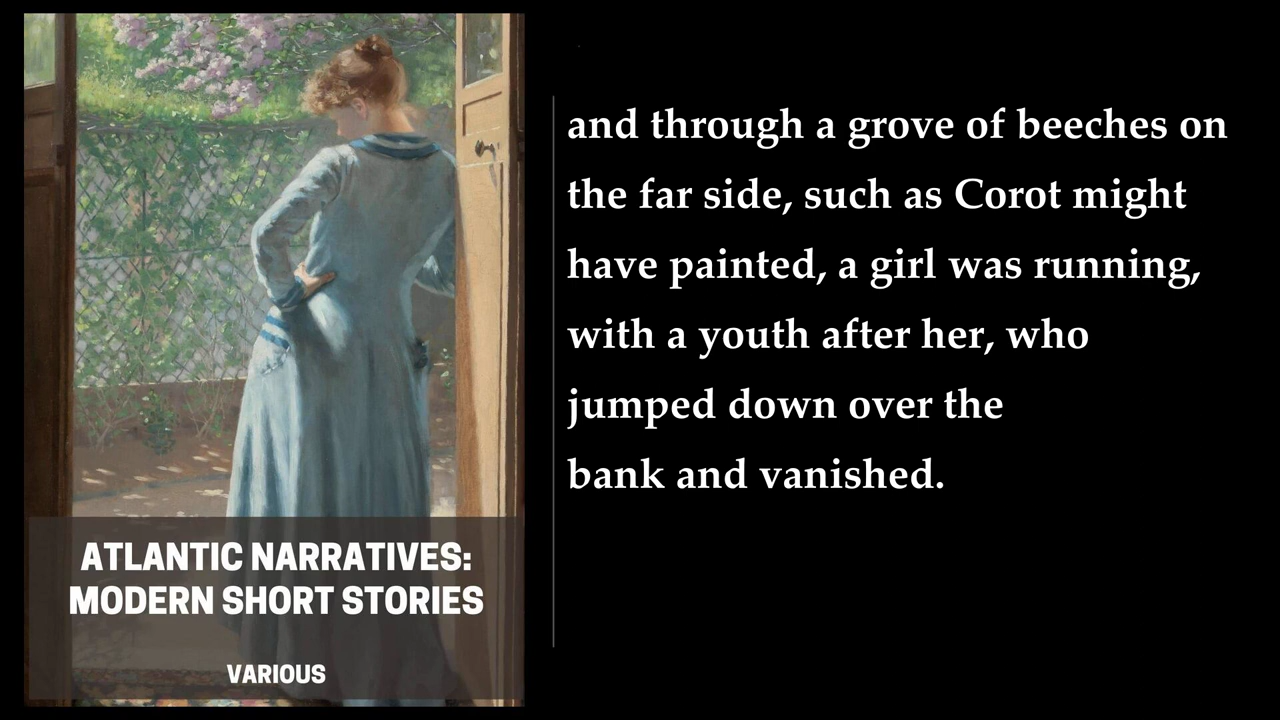 and through a grove of beeches on
the far side, such as Corot might
have painted, a girl was running,
with a youth after her, who
jumped down over the
bank and vanished.
ATLANTIC NARRATIVES:
MODERN SHORT STORIES
VARIOUS